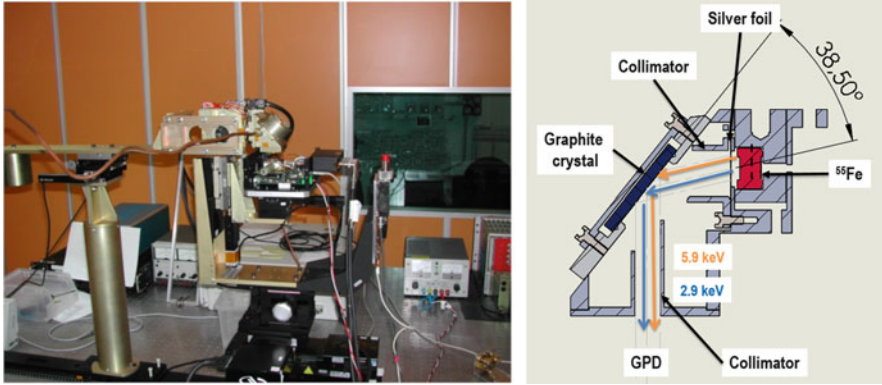 Silver foil
Collimator
38,50°
Graphite
crystal
⁵⁵Fe
5.9 keV
2.9 keV
GPD
Collimator